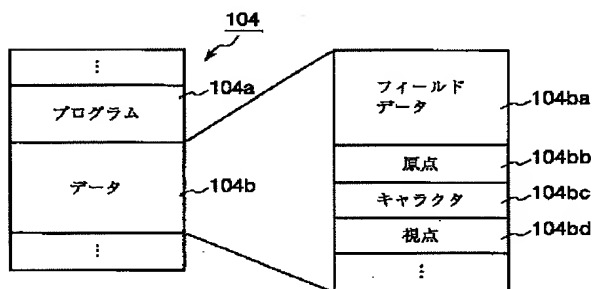 104
⋮
プログラム
104a
データ
104b
⋮
フィールド
データ
104ba
原点
104bb
キャラクタ
104bc
視点
104bd
⋮